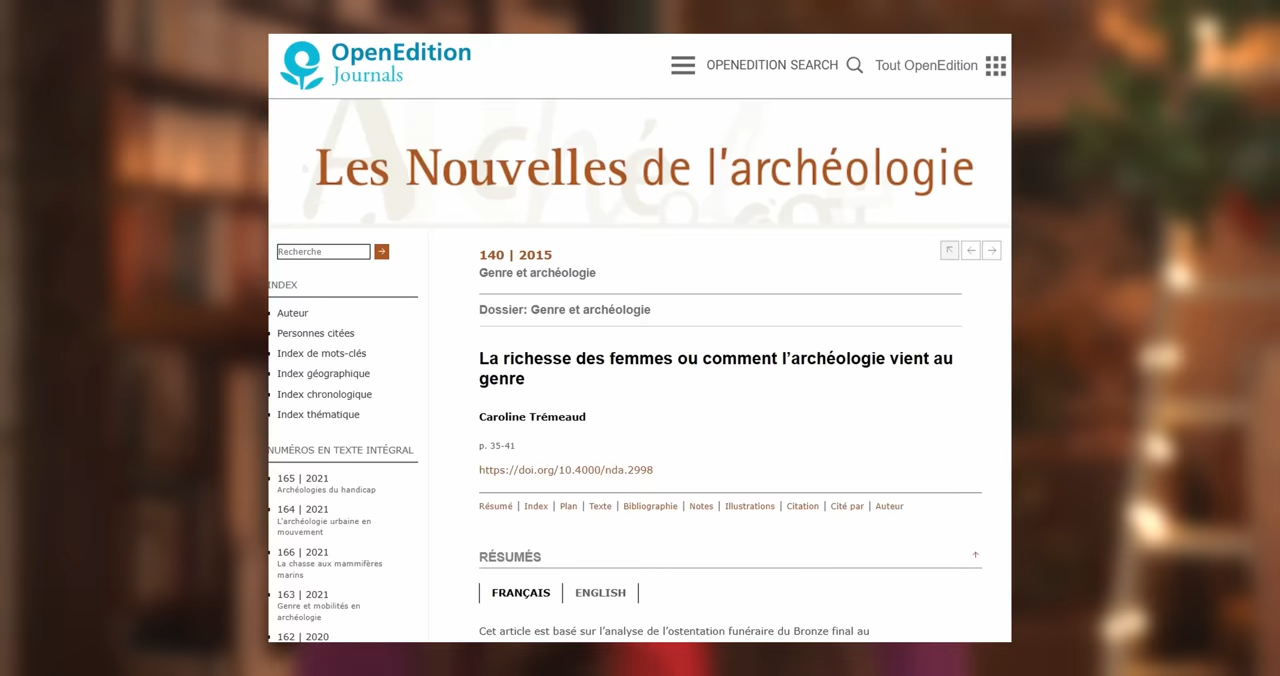 OpenEdition
Journals
OPENEDITION SEARCH
Tout OpenEdition
Les Nouvelles de l'archéologie
Recherche
INDEX
Auteur
Personnes citées
Index de mots-clés
Index géographique
Index chronologique
Index thématique
NUMÉROS EN TEXTE INTÉGRAL
165 | 2021
Archéologies du handicap
164 | 2021
L'archéologie urbaine en
mouvement
166 | 2021
La chasse aux mammifères
marins
163 | 2021
Genre et mobilités en
archéologie
162 | 2020
140 | 2015
Genre et archéologie
Dossier: Genre et archéologie
La richesse des femmes ou comment l'archéologie vient au
genre
Caroline Trémeaud
p. 35-41
https://doi.org/10.4000/nda.2998
Résumé | Index | Plan | Texte | Bibliographie | Notes | Illustrations | Citation | Cité par | Auteur
RÉSUMÉS
FRANÇAIS | ENGLISH
Cet article est basé sur l'analyse de l'ostentation funéraire du Bronze final au